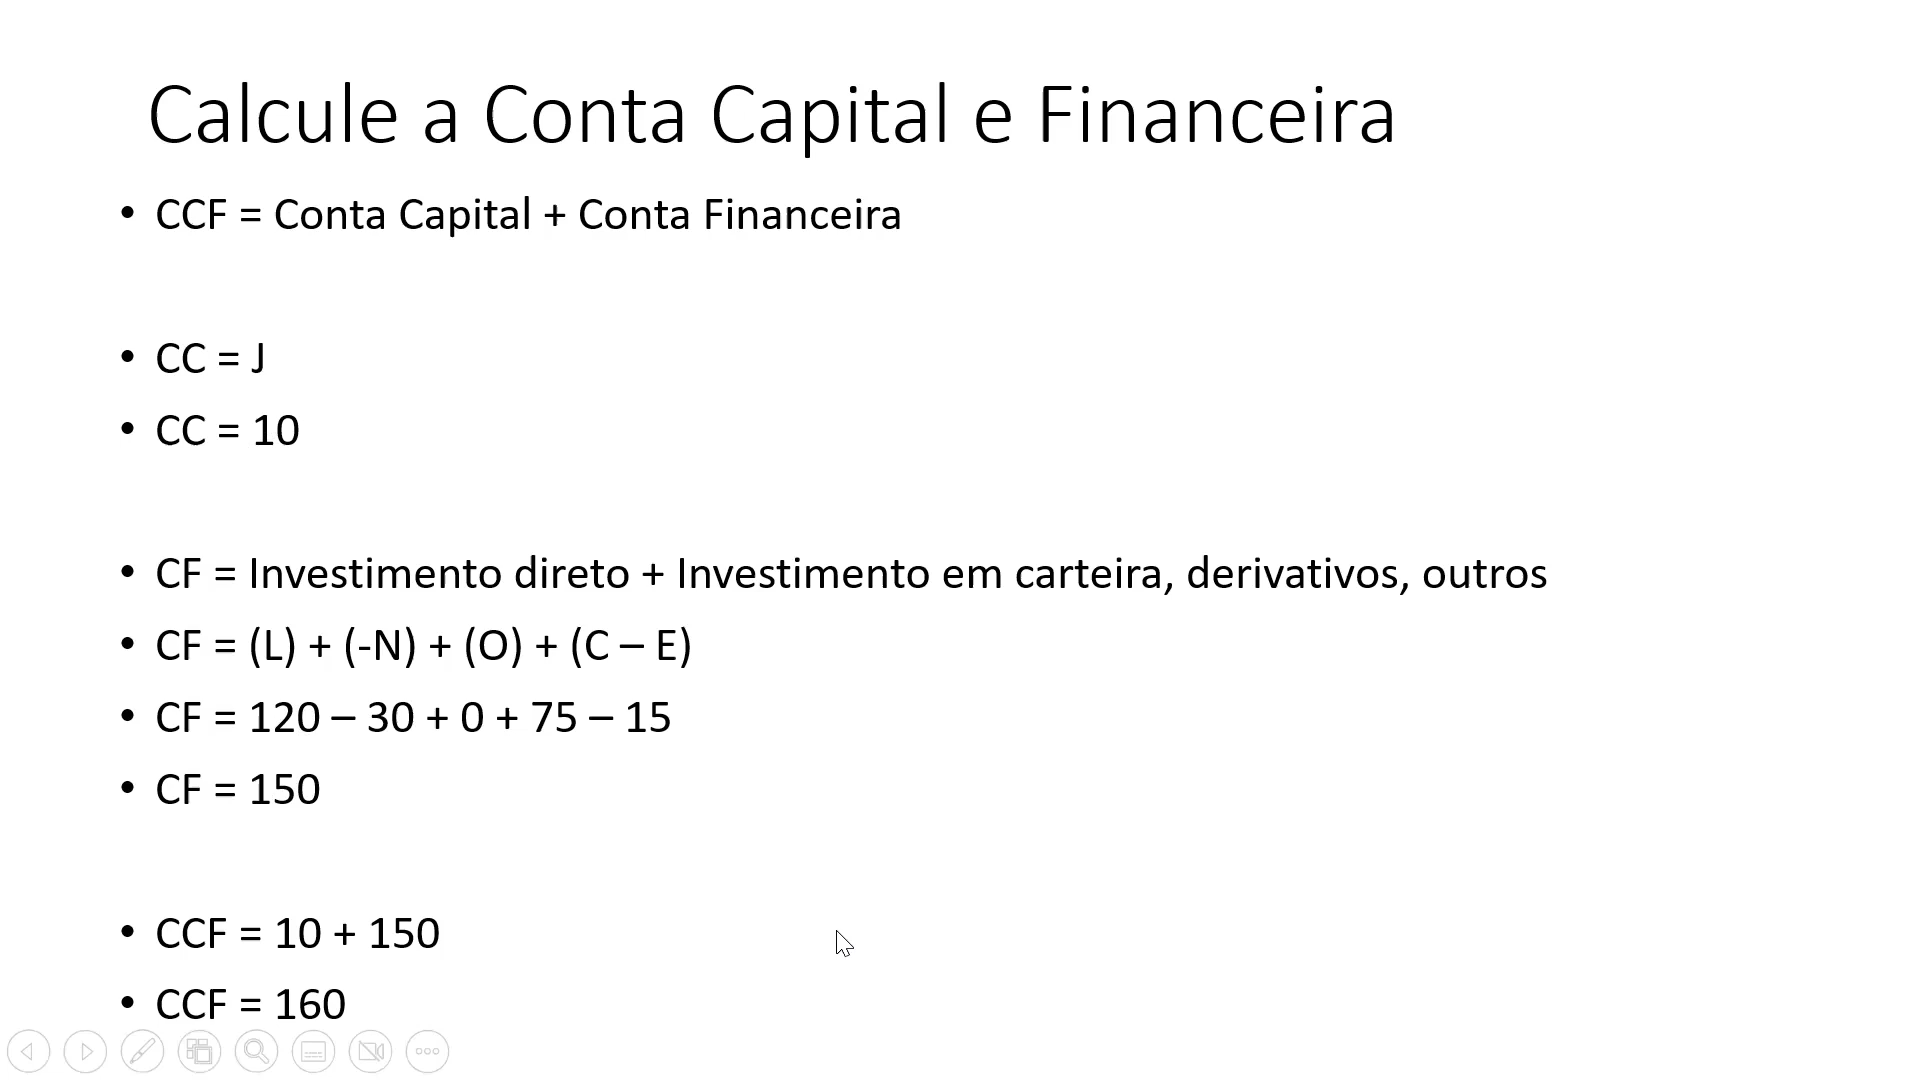 Calcule a Conta Capital e Financeira
• CCF = Conta Capital + Conta Financeira
• CC = J
• CC = 10
• CF = Investimento direto + Investimento em carteira, derivativos, outros
• CF = (L) + (-N) + (O) + (C – E)
• CF = 120 – 30 + 0 + 75 – 15
• CF = 150
• CCF = 10 + 150
• CCF = 160